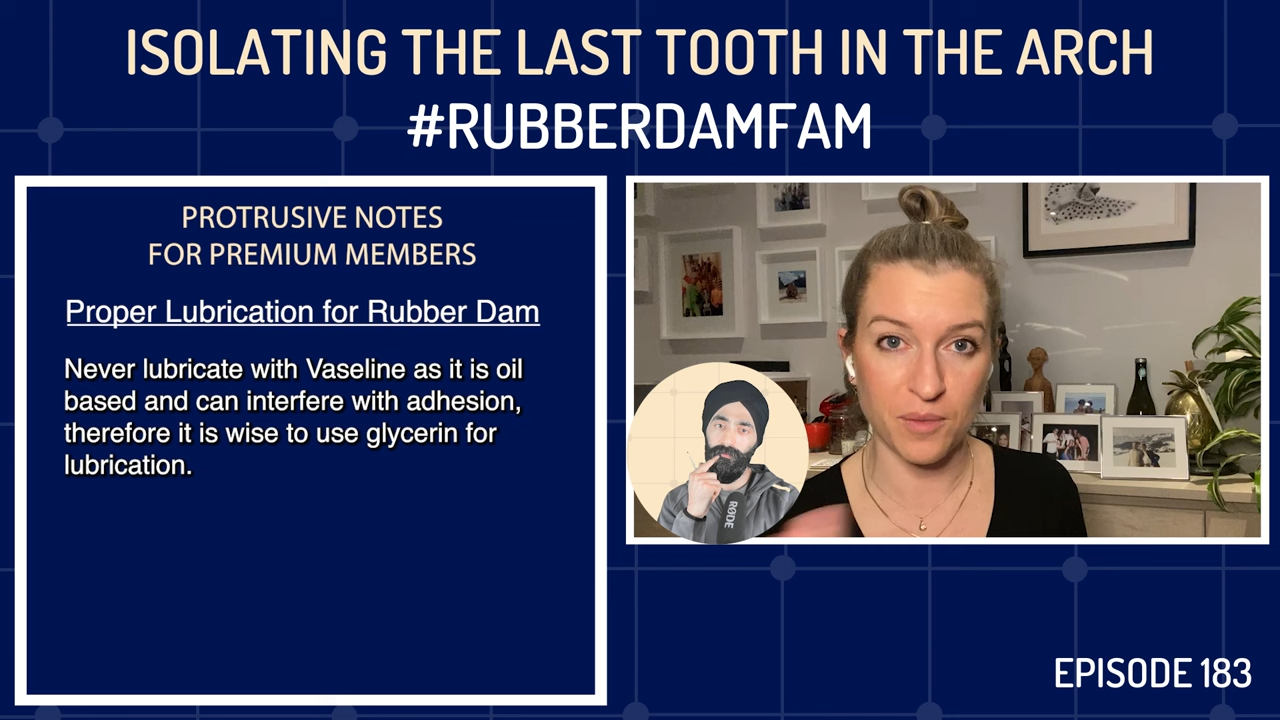 ISOLATING THE LAST TOOTH IN THE ARCH
#RUBBERDAMFAM
PROTRUSIVE NOTES
FOR PREMIUM MEMBERS
Proper Lubrication for Rubber Dam
Never lubricate with Vaseline as it is oil
based and can interfere with adhesion,
therefore it is wise to use glycerin for
lubrication.
RØDE
EPISODE 183